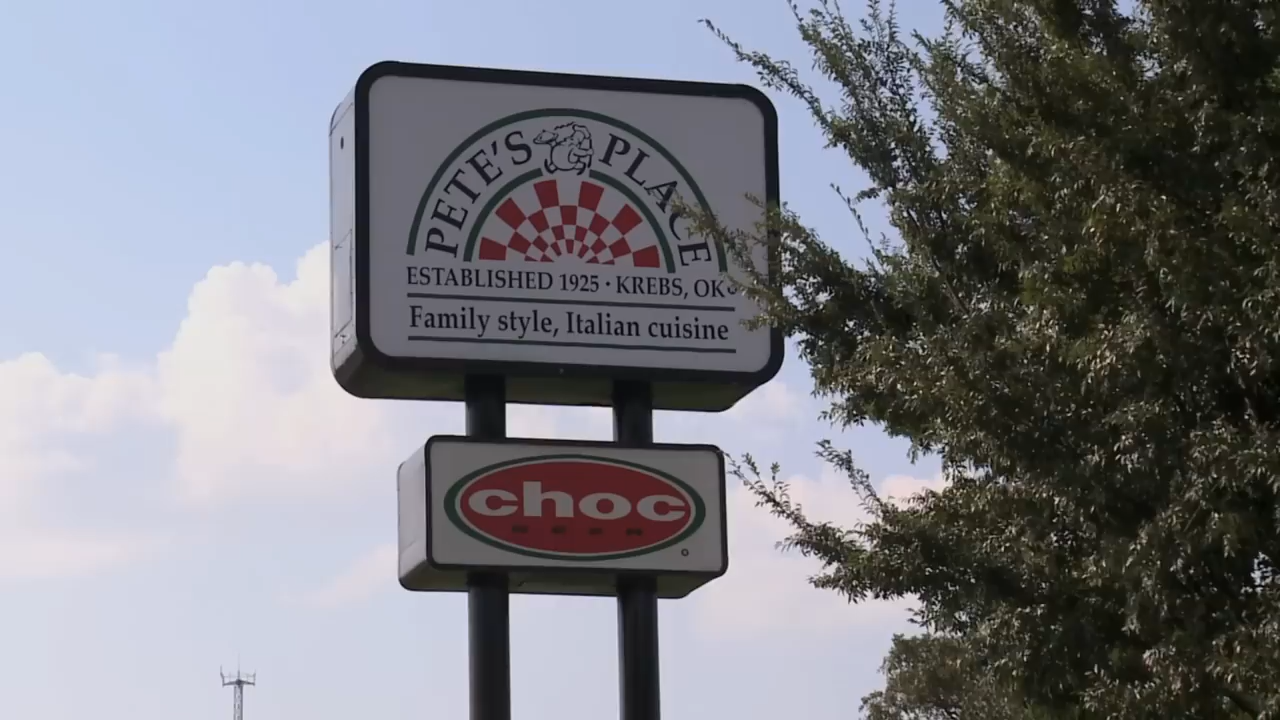 PETE'S PLACE
ESTABLISHED 1925 • KREBS, OK
Family style, Italian cuisine
choc